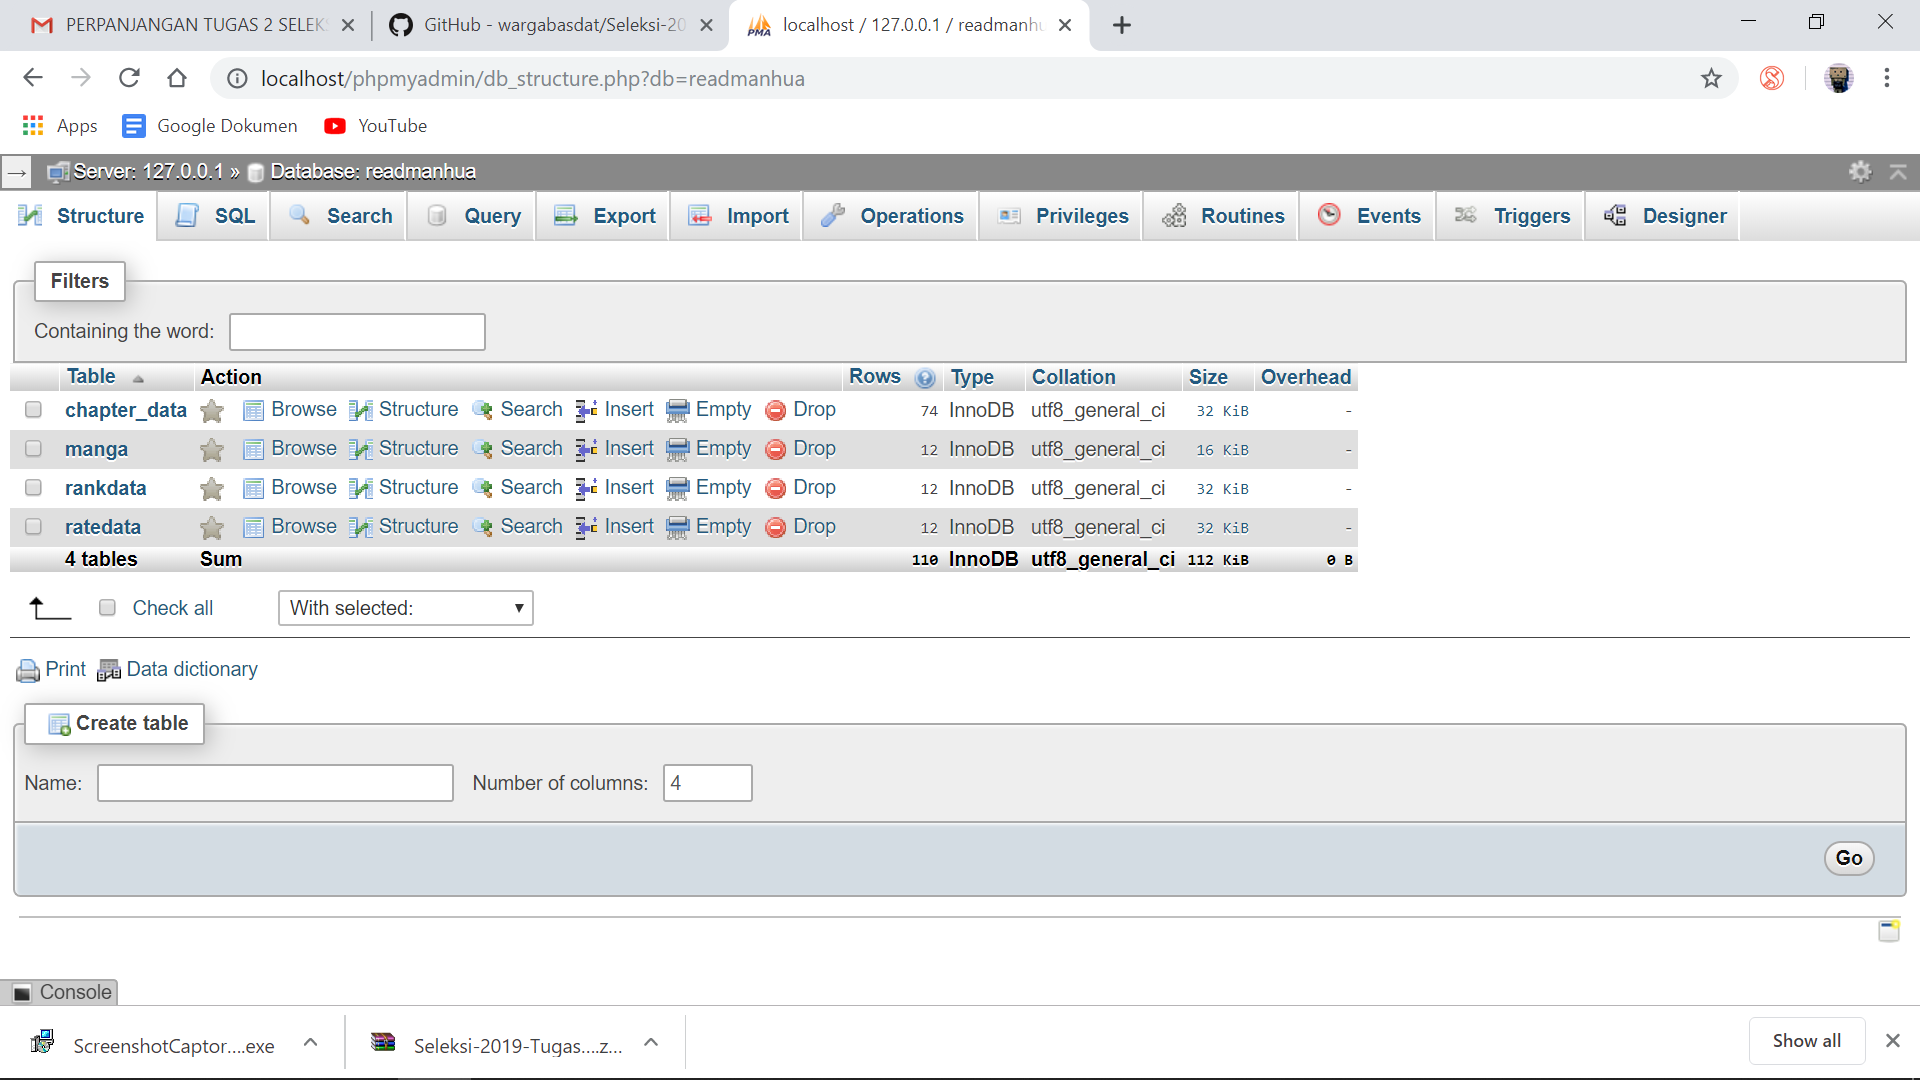 PERPANJANGAN TUGAS 2 SELEK
GitHub - wargabasdat/Seleksi-20
localhost / 127.0.0.1 / readmanhu
localhost/phpmyadmin/db_structure.php?db=readmanhua
Apps Google Dokumen YouTube
Server: 127.0.0.1 » Database: readmanhua
Structure SQL Search Query Export Import Operations Privileges Routines Events Triggers Designer
Filters
Containing the word:
Table Action Rows Type Collation Size Overhead
chapter_data Browse Structure Search Insert Empty Drop 74 InnoDB utf8_general_ci 32 KiB -
manga Browse Structure Search Insert Empty Drop 12 InnoDB utf8_general_ci 16 KiB -
rankdata Browse Structure Search Insert Empty Drop 12 InnoDB utf8_general_ci 32 KiB -
ratedata Browse Structure Search Insert Empty Drop 12 InnoDB utf8_general_ci 32 KiB -
4 tables Sum 110 InnoDB utf8_general_ci 112 KiB 0 B
Check all With selected:
Print Data dictionary
Create table
Name: Number of columns: 4
Go
Console
ScreenshotCaptor....exe Seleksi-2019-Tugas....z... Show all